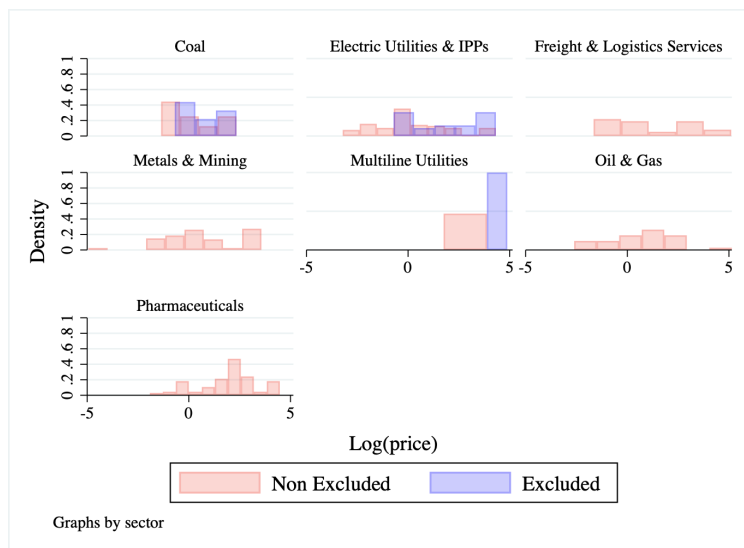 Coal
Electric Utilities & IPPs
Freight & Logistics Services
0 .2 .4 .6 .8 1
Metals & Mining
Multiline Utilities
Oil & Gas
Density
0 .2 .4 .6 .8 1
-5 0 5 -5 0 5
Pharmaceuticals
0 .2 .4 .6 .8 1
-5 0 5
Log(price)
Non Excluded Excluded
Graphs by sector